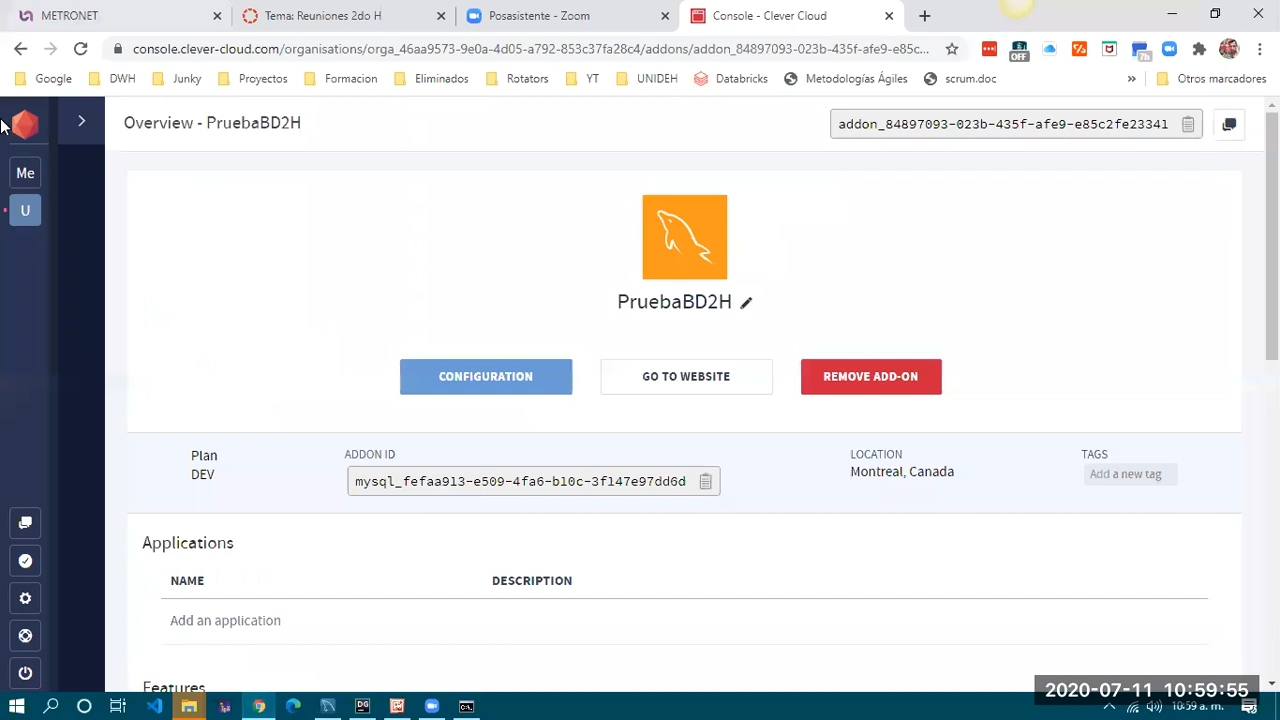 METRONET
Tema: Reuniones 2do H
Posasistente - Zoom
Console - Clever Cloud
console.clever-cloud.com/organisations/orga_46aa9573-9e0a-4d05-a792-853c37fa28c4/addons/addon_84897093-023b-435f-afe9-e85c...
OFF
7h
Google
DWH
Junky
Proyectos
Formacion
Eliminados
Rotators
YT
UNIDEH
Databricks
Metodologías Ágiles
scrum.doc
»
Otros marcadores
Overview - PruebaBD2H
addon_84897093-023b-435f-afe9-e85c2fe23341
Me
U
PruebaBD2H
CONFIGURATION
GO TO WEBSITE
REMOVE ADD-ON
Plan
DEV
ADDON ID
mysql_fefaa913-e509-4fa6-b10c-3f147e97dd6d
LOCATION
Montreal, Canada
TAGS
Add a new tag
Applications
NAME
DESCRIPTION
Add an application
Features
2020-07-11 10:59:55
10:59 a. m.